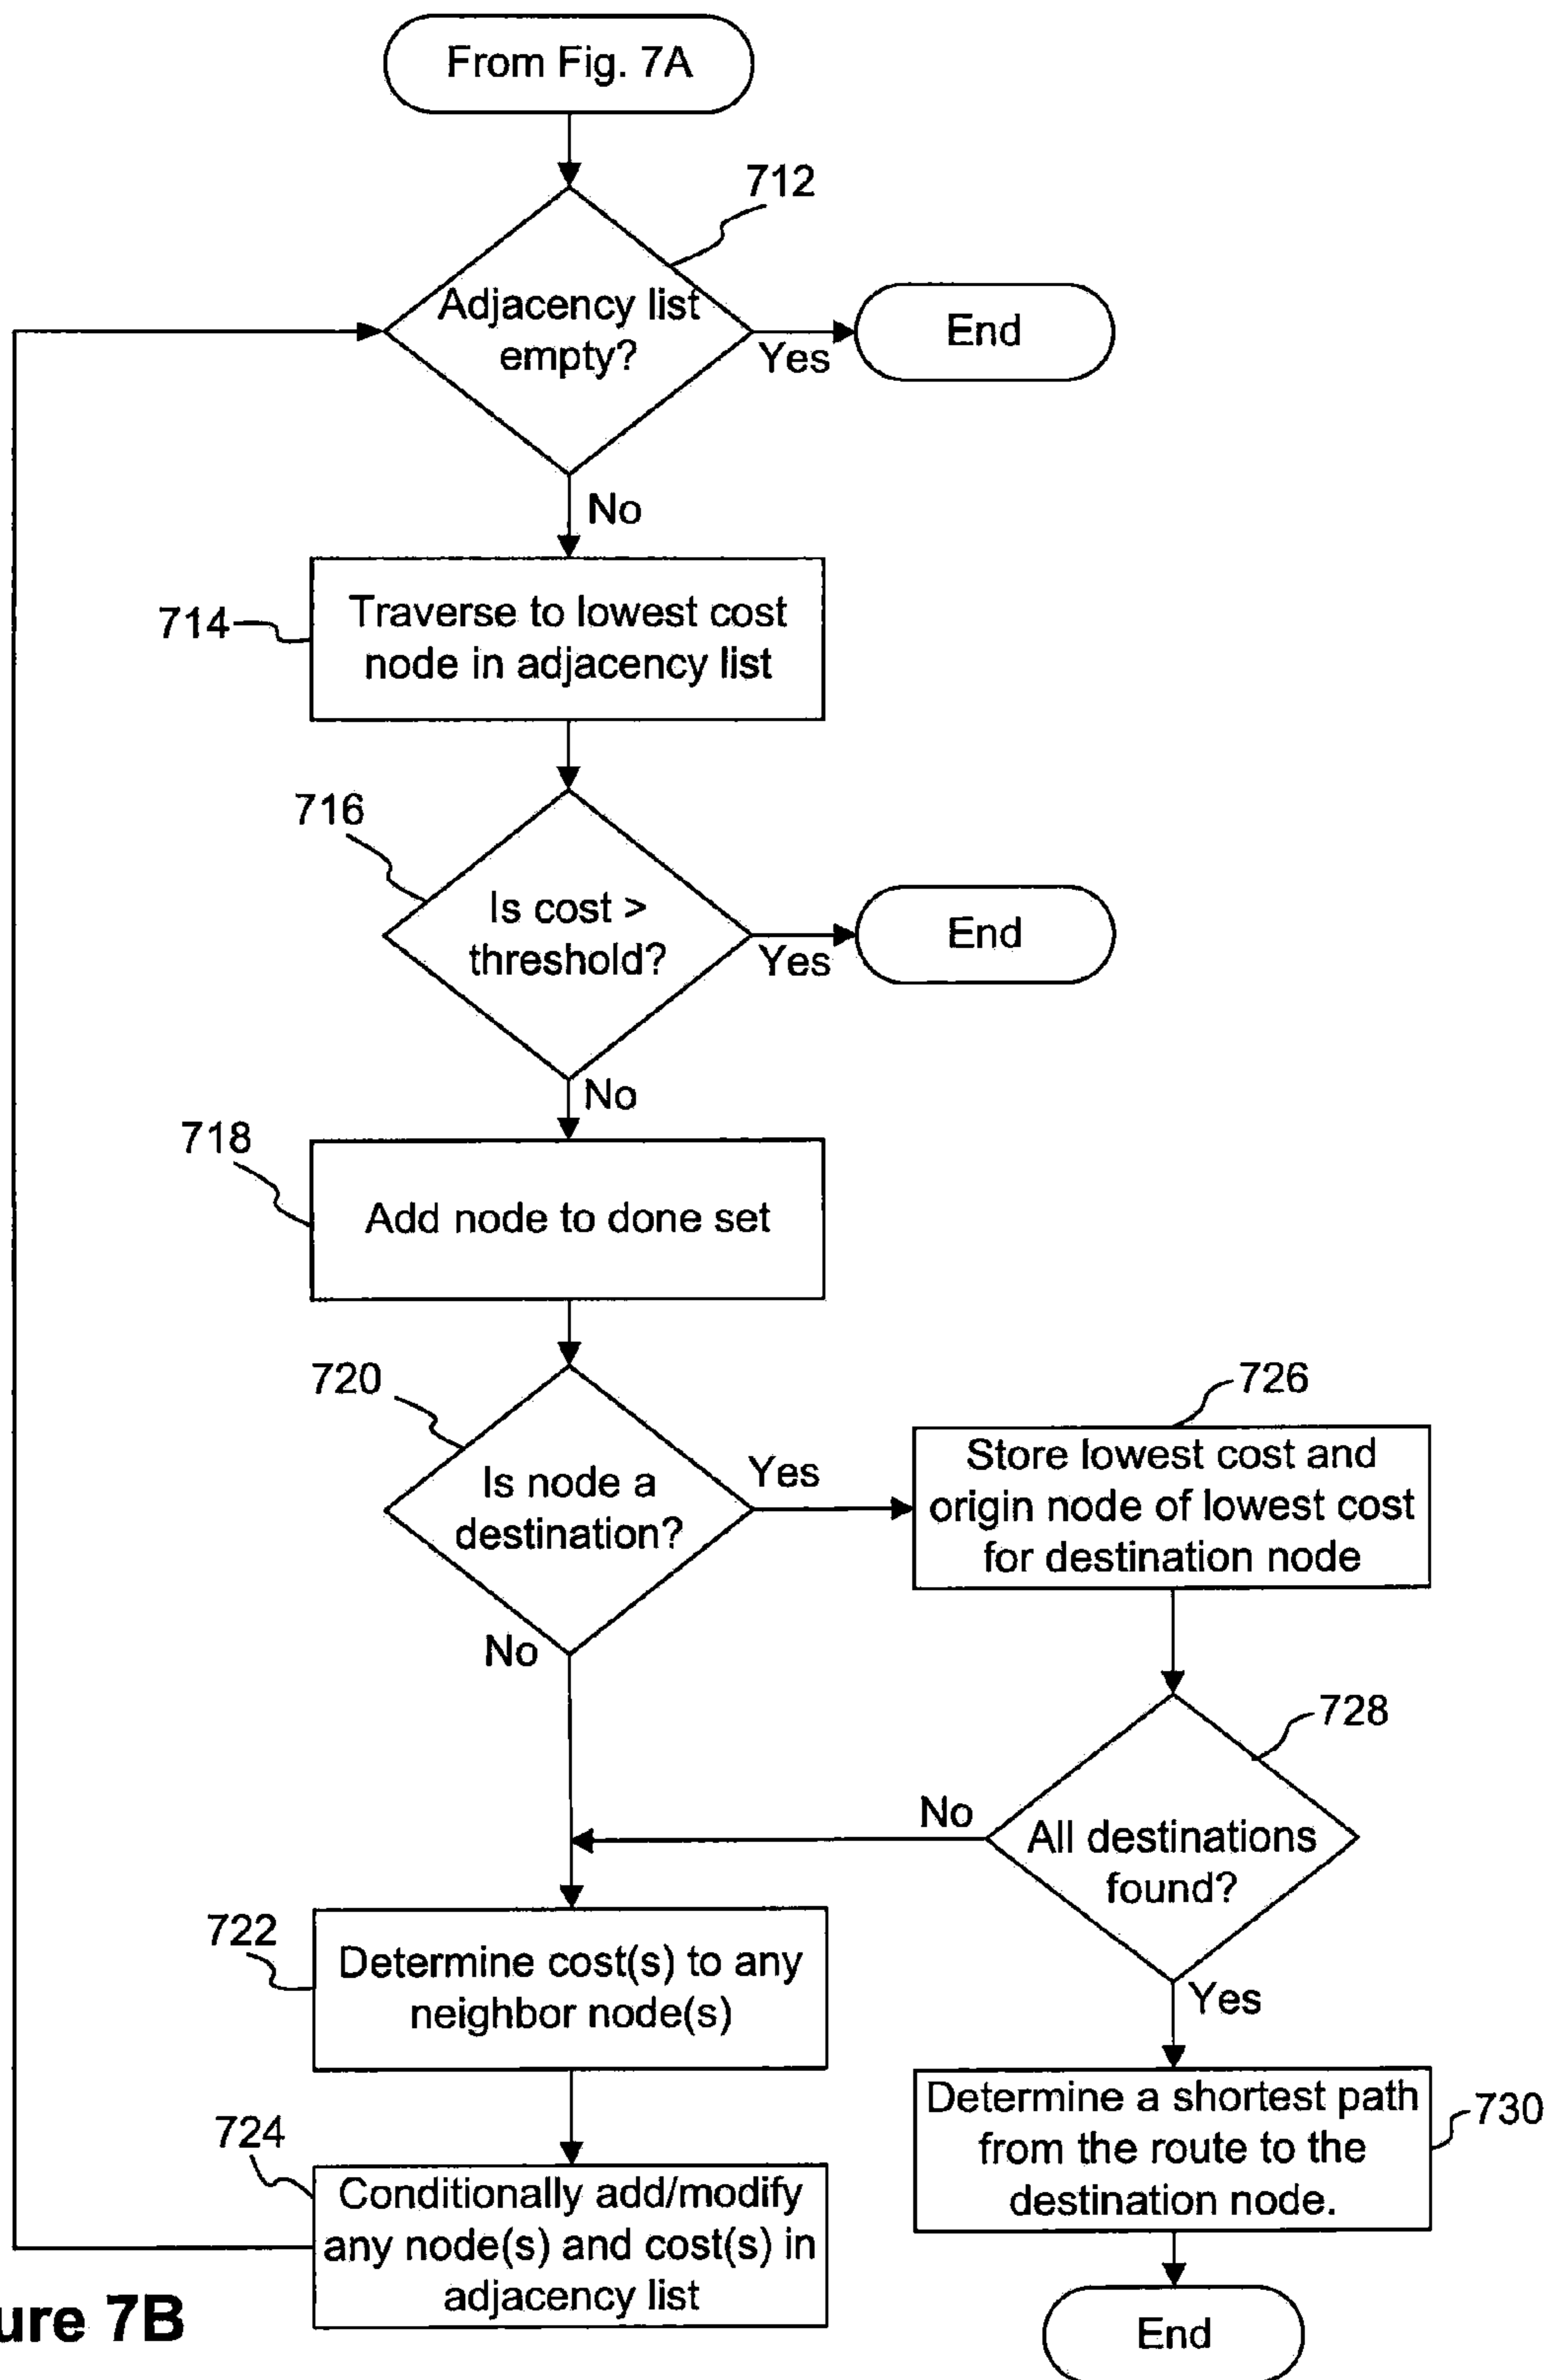 From Fig. 7A
712
Adjacency list
empty?
Yes
End
No
714
Traverse to lowest cost
node in adjacency list
716
Is cost >
threshold?
Yes
End
No
718
Add node to done set
720
Is node a
destination?
Yes
726
Store lowest cost and
origin node of lowest cost
for destination node
No
728
All destinations
found?
No
Yes
722
Determine cost(s) to any
neighbor node(s)
724
Conditionally add/modify
any node(s) and cost(s) in
adjacency list
730
Determine a shortest path
from the route to the
destination node.
End
ure 7B